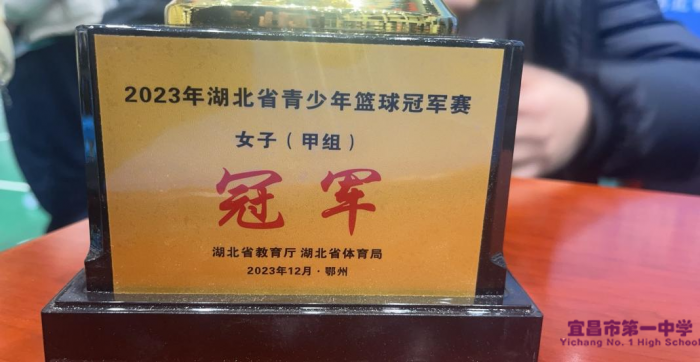 2023年湖北省青少年篮球冠军赛
女子（甲组）
冠军
湖北省教育厅 湖北省体育局
2023年12月·鄂州
宜昌市第一中学
Yichang No. 1 High School